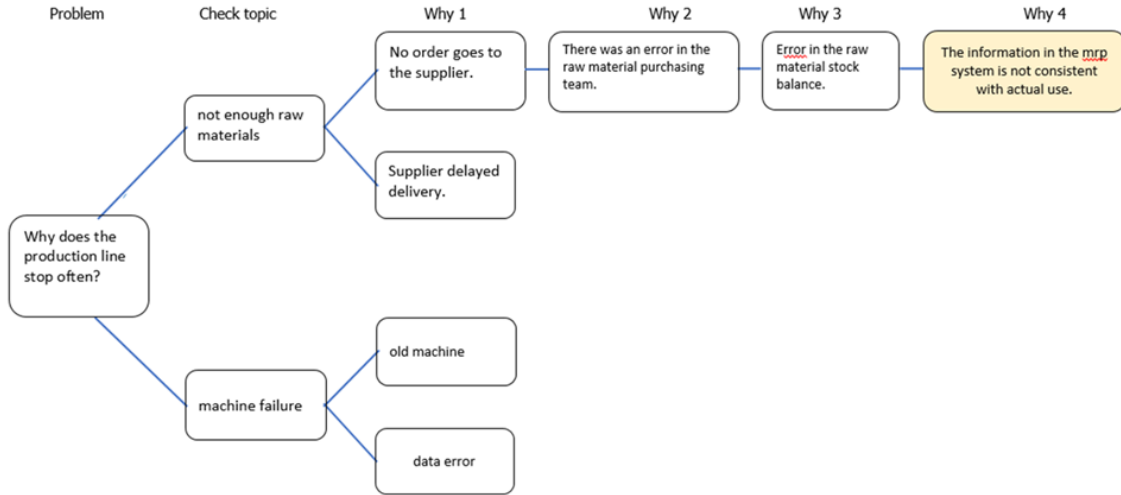 Problem
Check topic
Why 1
Why 2
Why 3
Why 4
No order goes to
the supplier.
There was an error in the
raw material purchasing
team.
Error in the raw
material stock
balance.
The information in the mrp
system is not consistent
with actual use.
not enough raw
materials
Supplier delayed
delivery.
Why does the
production line
stop often?
old machine
machine failure
data error